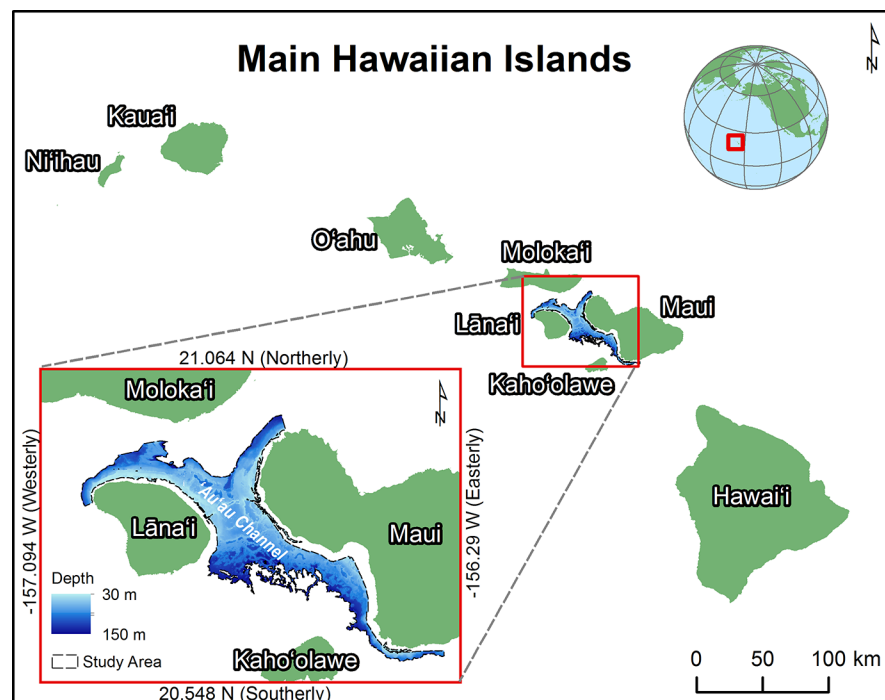 Main Hawaiian Islands
N
Kauaʻi
Niʻihau
Oʻahu
Molokaʻi
Maui
Lānaʻi
Kahoʻolawe
Hawaiʻi
21.064 N (Northerly)
-157.094 W (Westerly)
-156.29 W (Easterly)
20.548 N (Southerly)
Molokaʻi
N
Auʻau Channel
Lānaʻi
Maui
Kahoʻolawe
Depth
30 m
150 m
Study Area
0 50 100 km